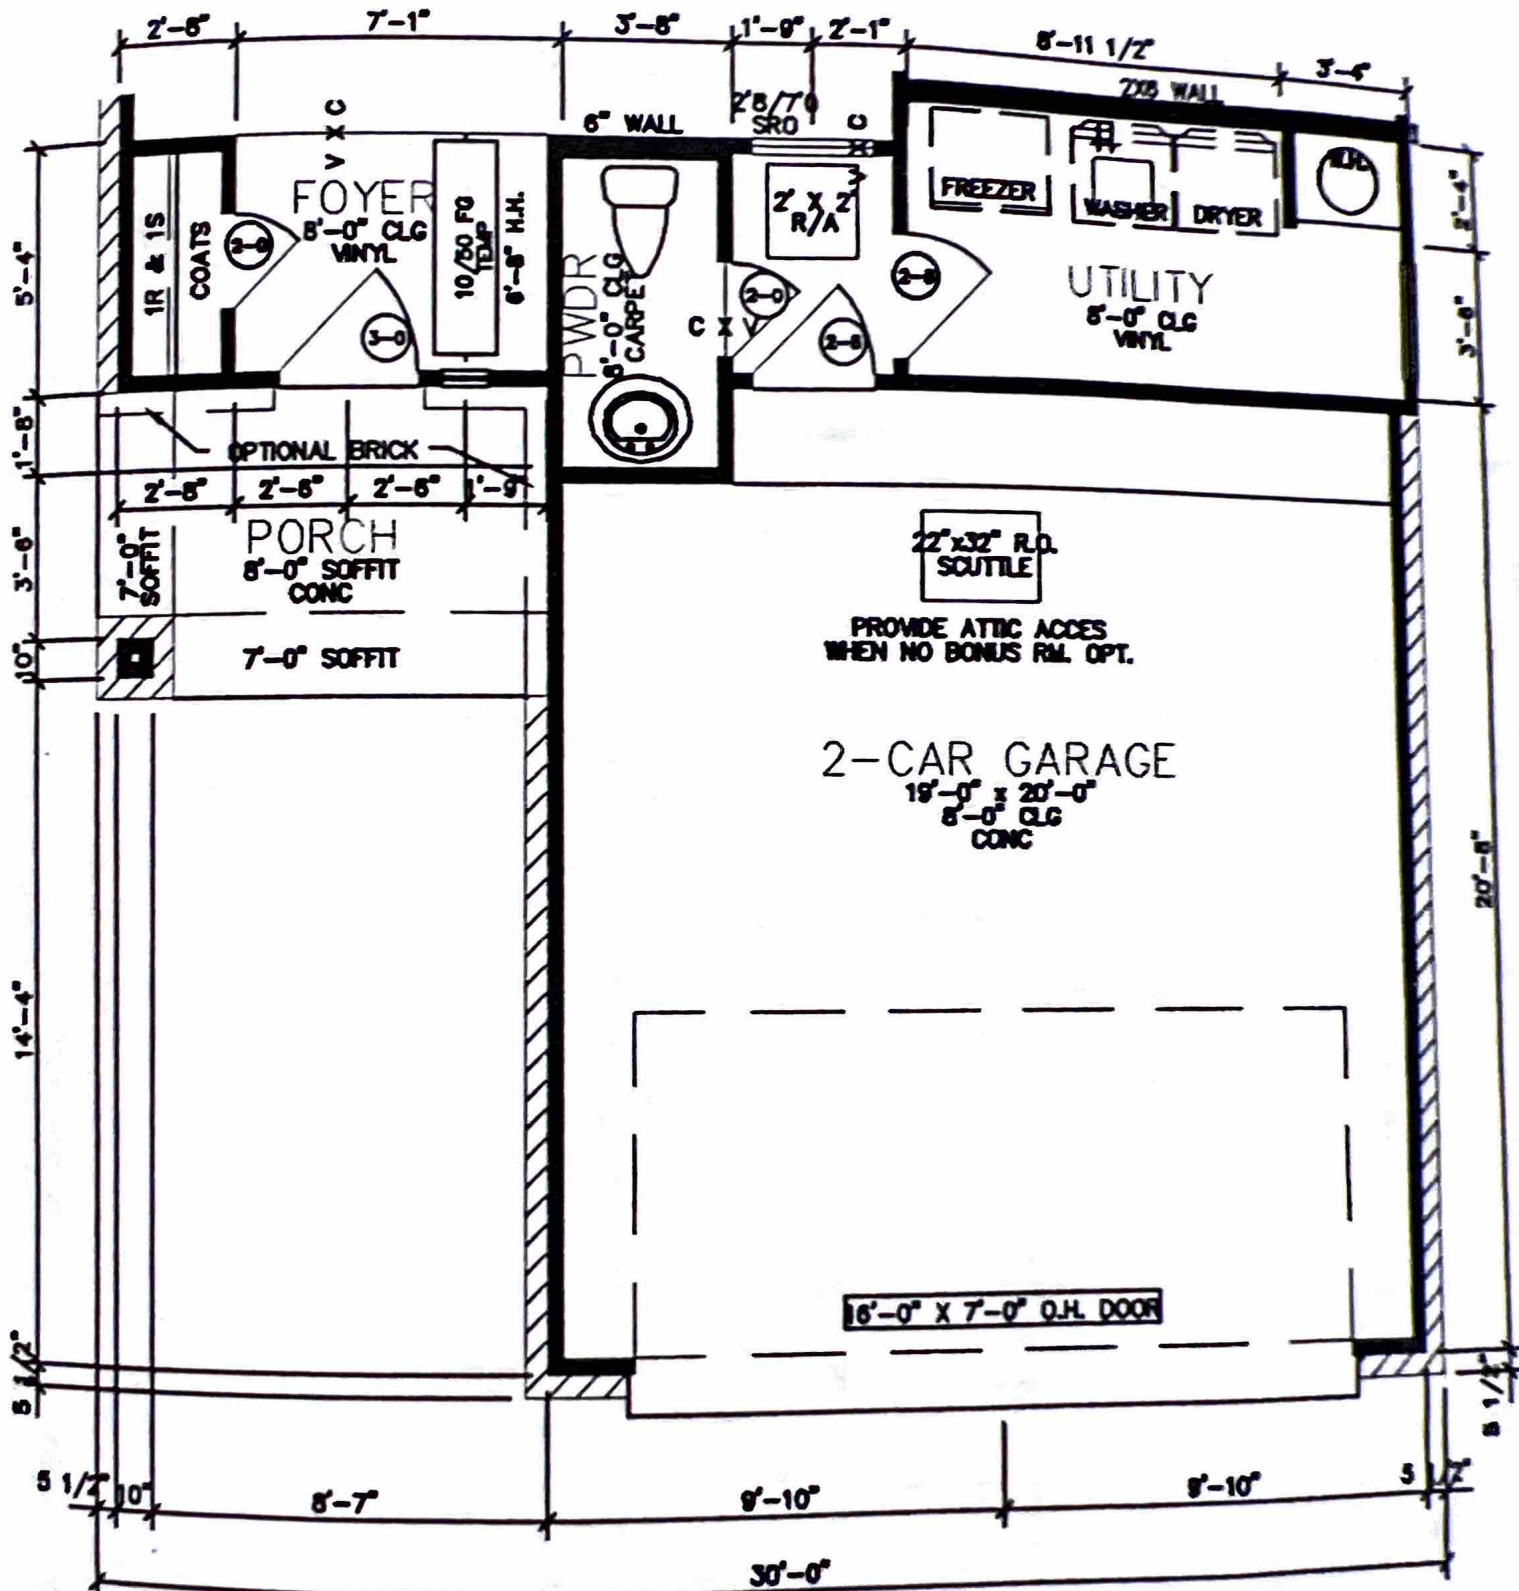 2'-6" 7'-1" 3'-8" 1'-9" 2'-1" 8'-11 1/2" 3'-4"
2X6 WALL
V X C
6" WALL
2'8/7'0
SRO
C X V
1R & 1S
COATS
2-0
FOYER
8'-0" CLG
VINYL
3-0
10/50 FG
TEMP
6'-8" H.H.
PWDR
8'-0" CLG
CARPET
C X V
2' X 2'
R/A
2-0
2-8
2-8
FREEZER
WASHER
DRYER
W.H.
UTILITY
8'-0" CLG
VINYL
2'-4"
3'-8"
20'-8"
5 1/2"
5'-4"
1'-8"
3'-6"
10"
14'-4"
5 1/2"
OPTIONAL BRICK
2'-6" 2'-6" 2'-6" 1'-9"
7'-0"
SOFFIT
PORCH
8'-0" SOFFIT
CONC
7'-0" SOFFIT
22"x32" R.O.
SCUTTLE
PROVIDE ATTIC ACCES
WHEN NO BONUS RM. OPT.
2-CAR GARAGE
19'-0" x 20'-0"
8'-0" CLG
CONC
16'-0" X 7'-0" O.H. DOOR
5 1/2" 10" 8'-7" 9'-10" 9'-10" 5 1/2"
30'-0"